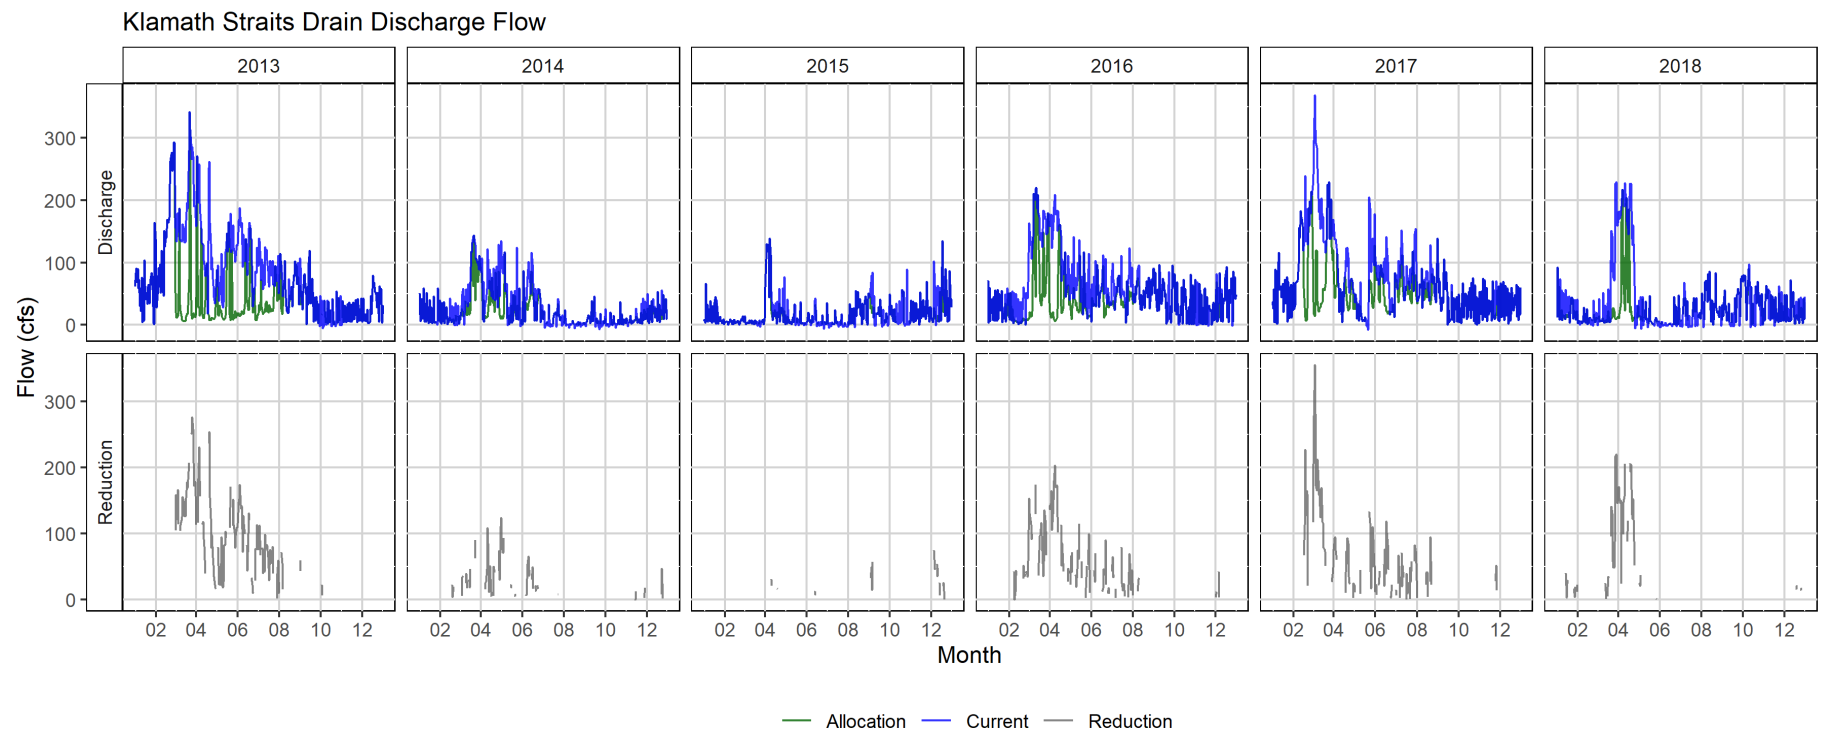 Klamath Straits Drain Discharge Flow
2013 2014 2015 2016 2017 2018
Flow (cfs)
Discharge
300
200
100
0
Reduction
300
200
100
0
02 04 06 08 10 12 02 04 06 08 10 12 02 04 06 08 10 12 02 04 06 08 10 12 02 04 06 08 10 12 02 04 06 08 10 12
Month
Allocation Current Reduction